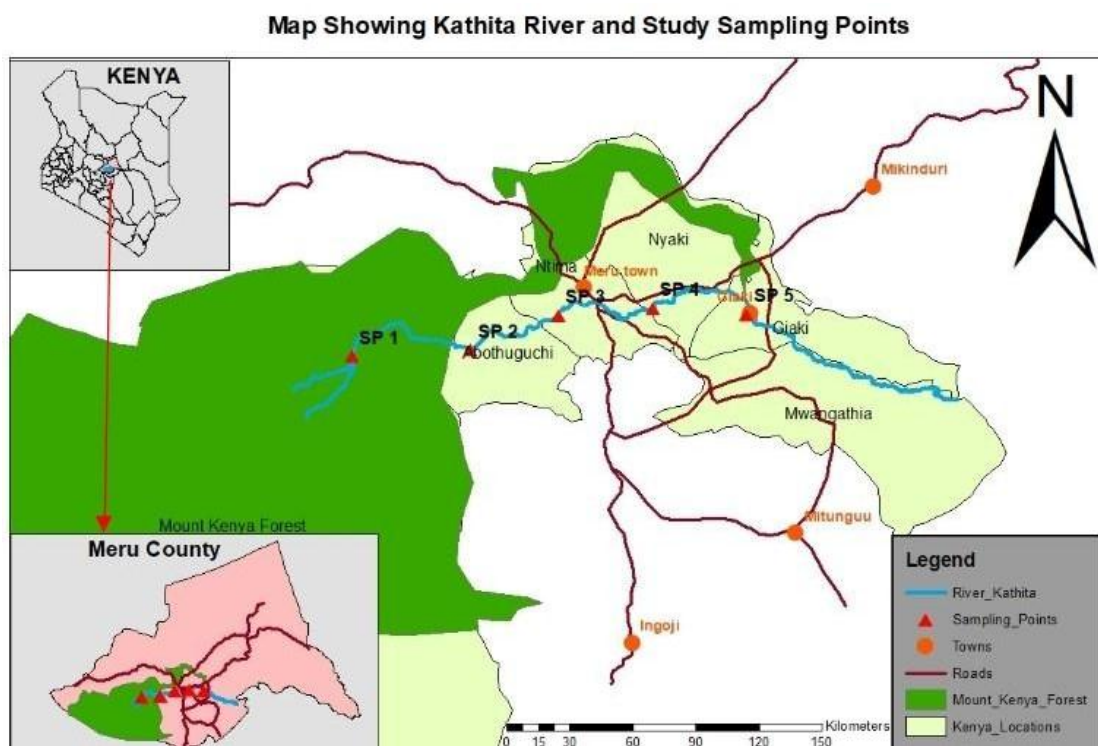 Map Showing Kathita River and Study Sampling Points
KENYA
N
Mikinduri
Nyaki
Ntima
Meru town
SP 1
SP 2
SP 3
SP 4
SP 5
Giaki
Giaki
Abothuguchi
Mwangathia
Mount Kenya Forest
Mitunguu
Ingoji
Meru County
Legend
River_Kathita
Sampling_Points
Towns
Roads
Mount_Kenya_Forest
Kenya_Locations
Kilometers
0 15 30 60 90 120 150